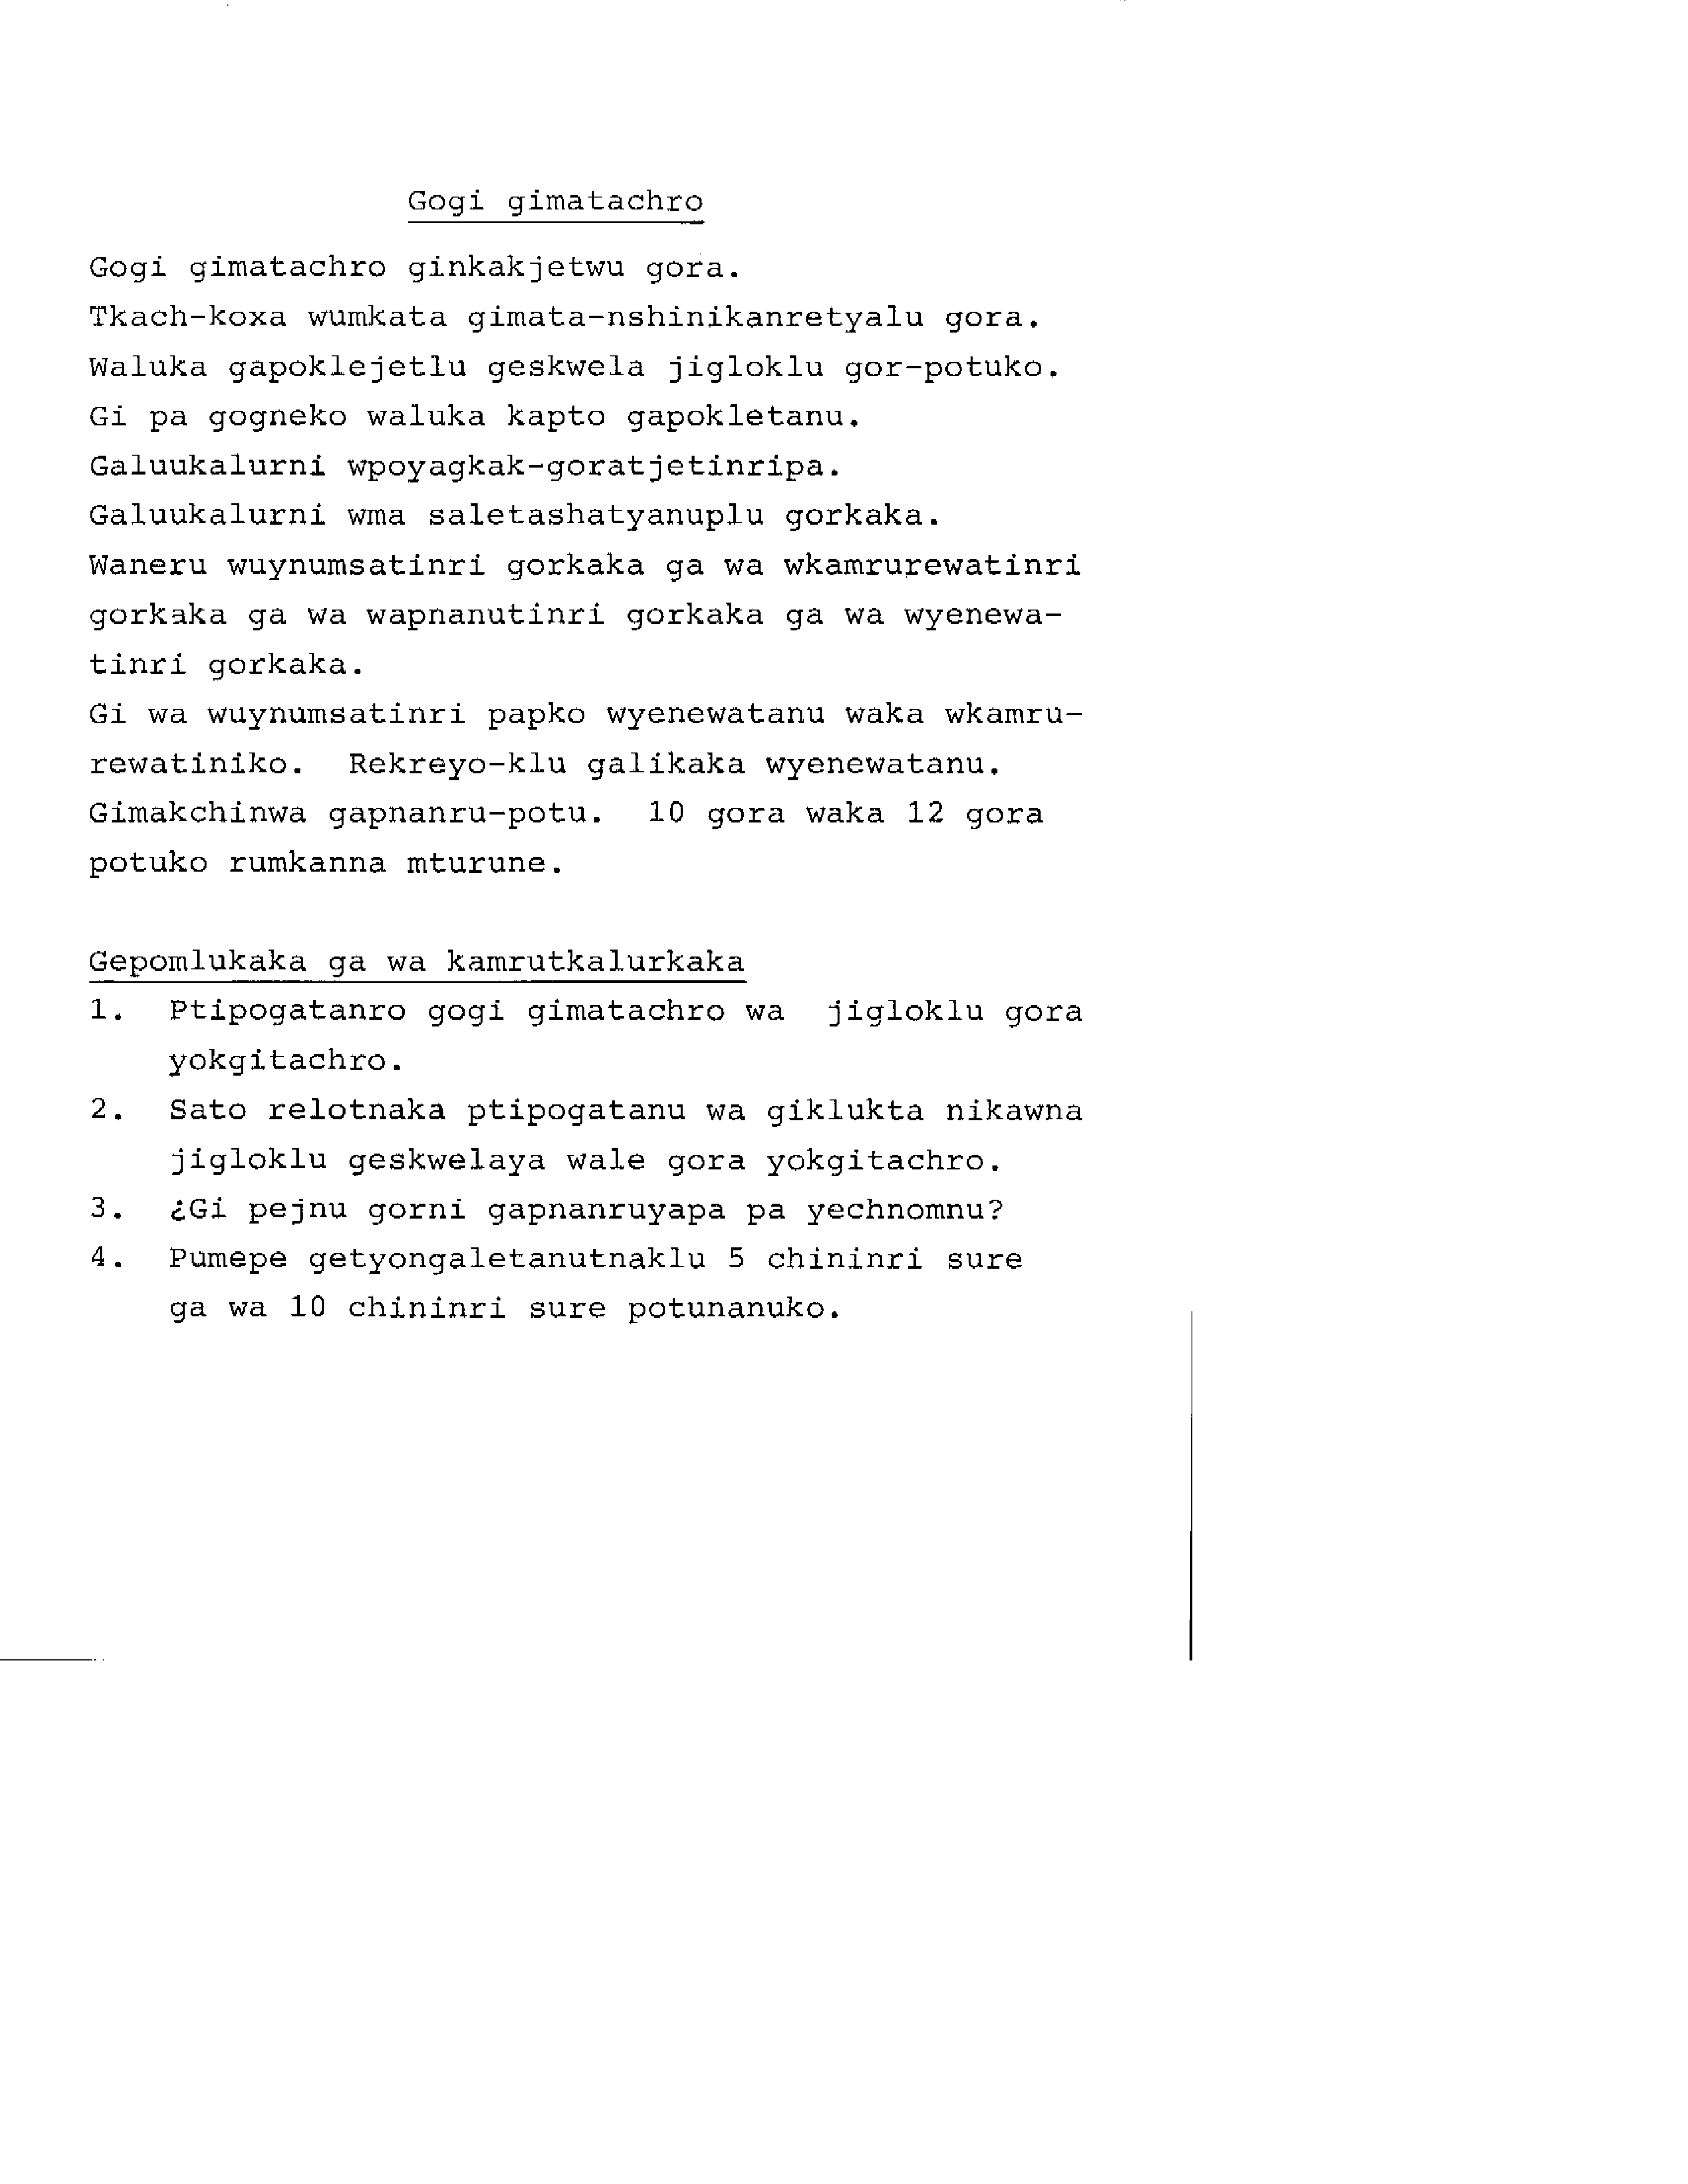 Gogi gimatachro
Gogi gimatachro ginkakjetwu gora.
Tkach-koxa wumkata gimata-nshinikanretyalu gora.
Waluka gapoklejetlu geskwela jigloklu gor-potuko.
Gi pa gogneko waluka kapto gapokletanu.
Galuukalurni wpoyagkak-goratjetinripa.
Galuukalurni wma saletashatyanuplu gorkaka.
Waneru wuynumsatinri gorkaka ga wa wkamrurewatinri
gorkaka ga wa wapnanutinri gorkaka ga wa wyenewa-
tinri gorkaka.
Gi wa wuynumsatinri papko wyenewatanu waka wkamru-
rewatiniko.  Rekreyo-klu galikaka wyenewatanu.
Gimakchinwa gapnanru-potu.  10 gora waka 12 gora
potuko rumkanna mturune.
Gepomlukaka ga wa kamrutkalurkaka
1.  Ptipogatanro gogi gimatachro wa  jigloklu gora
yokgitachro.
2.  Sato relotnaka ptipogatanu wa giklukta nikawna
jigloklu geskwelaya wale gora yokgitachro.
3.  ¿Gi pejnu gorni gapnanruyapa pa yechnomnu?
4.  Pumepe getyongaletanutnaklu 5 chininri sure
ga wa 10 chininri sure potunanuko.